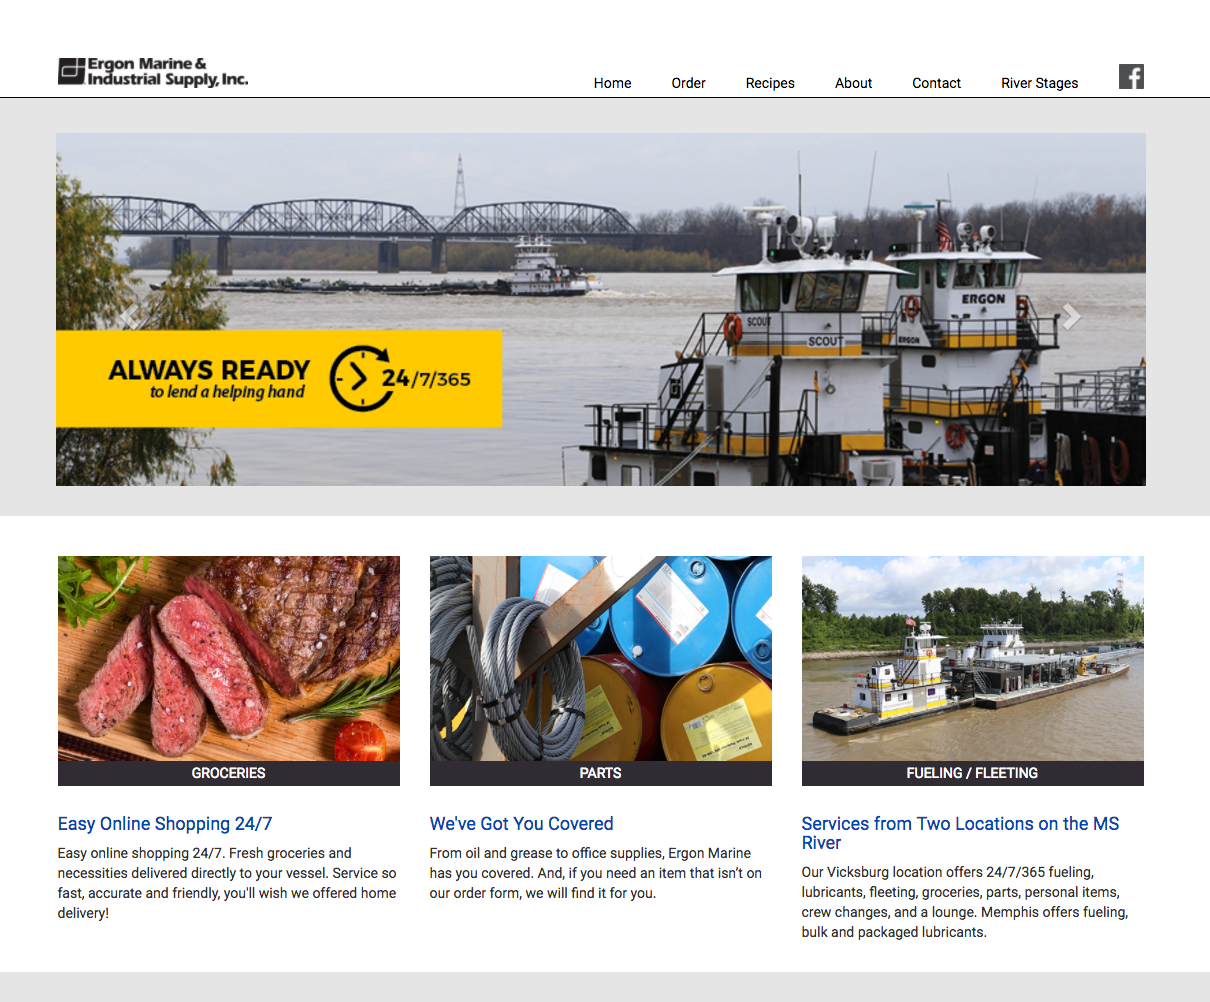 Ergon Marine &
Industrial Supply, Inc.
Home Order Recipes About Contact River Stages
ERGON
SCOUT
SCOUT
ERGON
ALWAYS READY
to lend a helping hand
24/7/365
GROCERIES
PARTS
FUELING / FLEETING
Easy Online Shopping 24/7
Easy online shopping 24/7. Fresh groceries and
necessities delivered directly to your vessel. Service so
fast, accurate and friendly, you'll wish we offered home
delivery!
We've Got You Covered
From oil and grease to office supplies, Ergon Marine
has you covered. And, if you need an item that isn’t on
our order form, we will find it for you.
Services from Two Locations on the MS
River
Our Vicksburg location offers 24/7/365 fueling,
lubricants, fleeting, groceries, parts, personal items,
crew changes, and a lounge. Memphis offers fueling,
bulk and packaged lubricants.